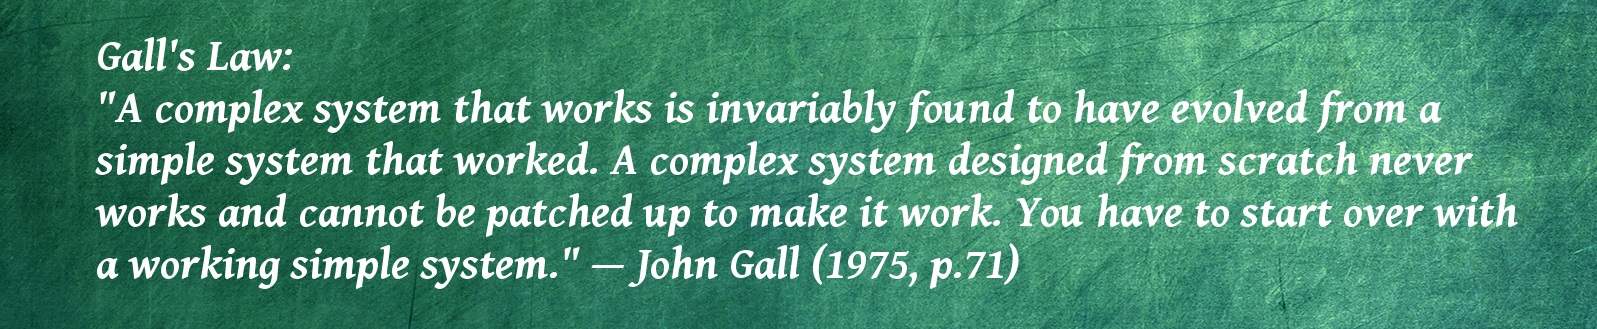 Gall's Law:
"A complex system that works is invariably found to have evolved from a
simple system that worked. A complex system designed from scratch never
works and cannot be patched up to make it work. You have to start over with
a working simple system." — John Gall (1975, p.71)